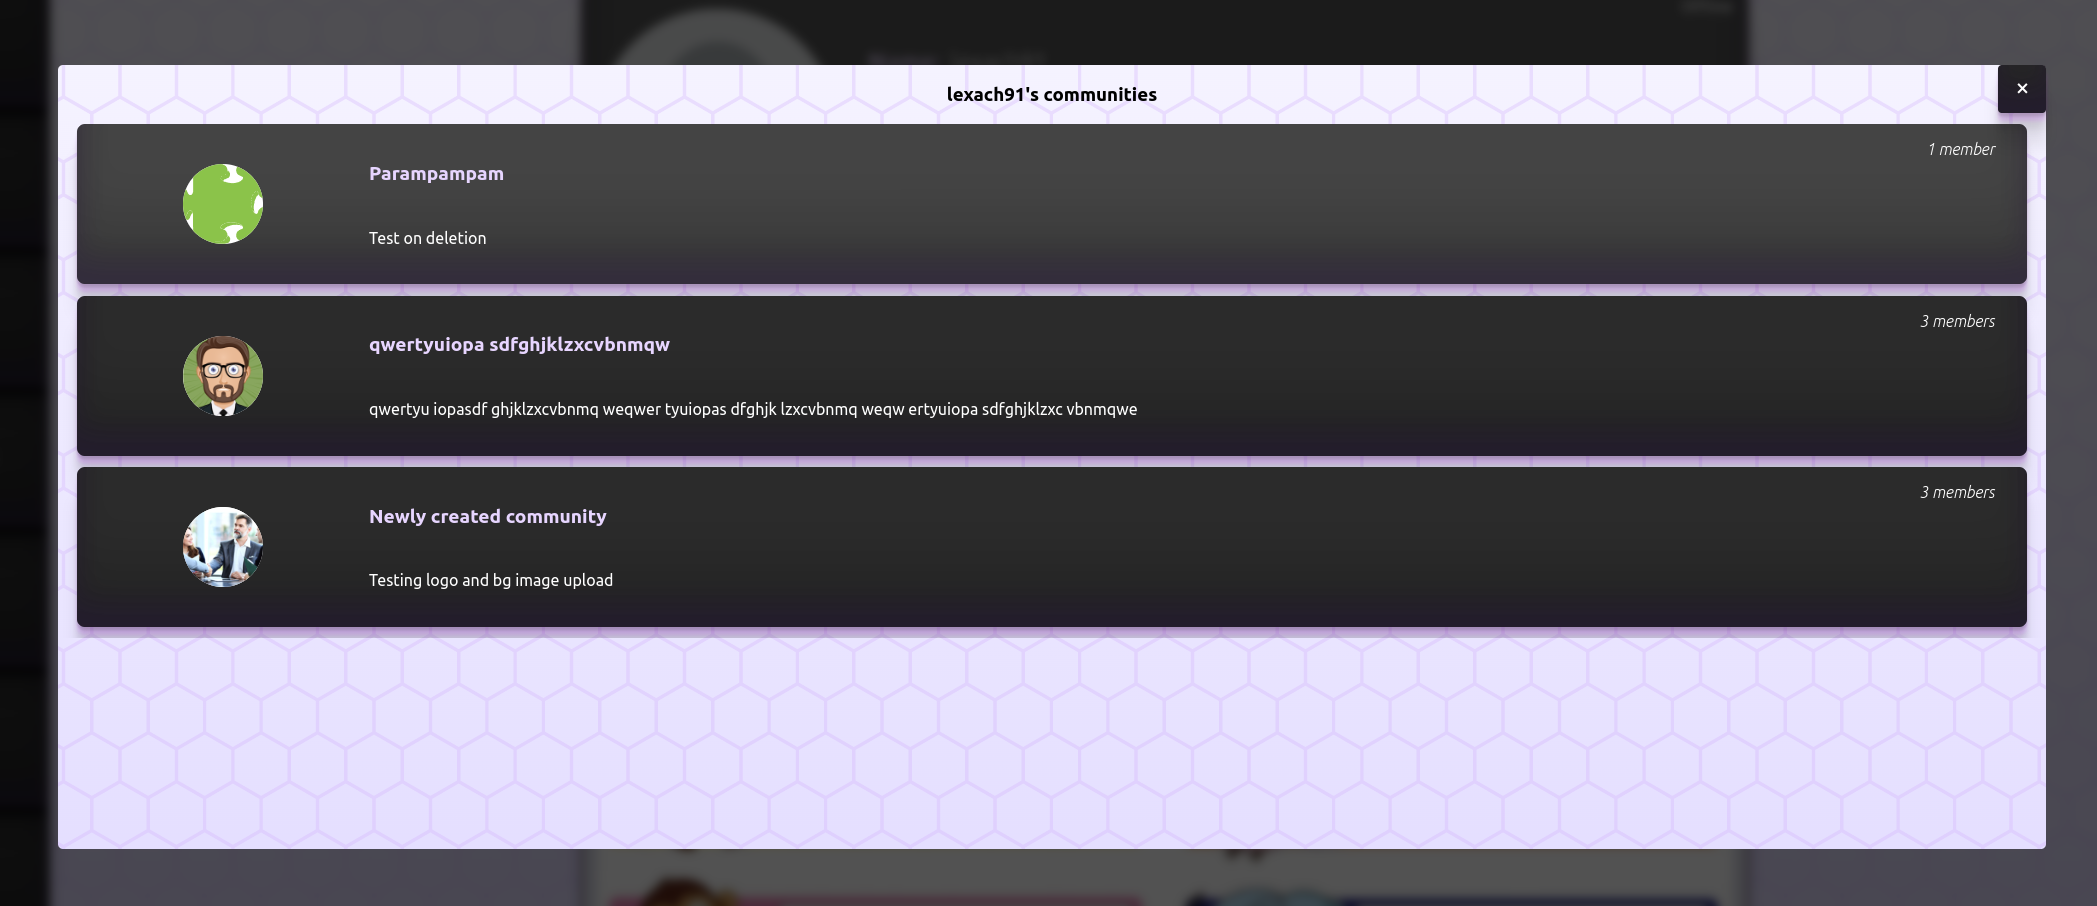 lexach91's communities
×
1 member
Parampampam
Test on deletion
3 members
qwertyuiopa sdfghjklzxcvbnmqw
qwertyu iopasdf ghjklzxcvbnmq weqwer tyuiopas dfghjk lzxcvbnmq weqw ertyuiopa sdfghjklzxc vbnmqwe
3 members
Newly created community
Testing logo and bg image upload